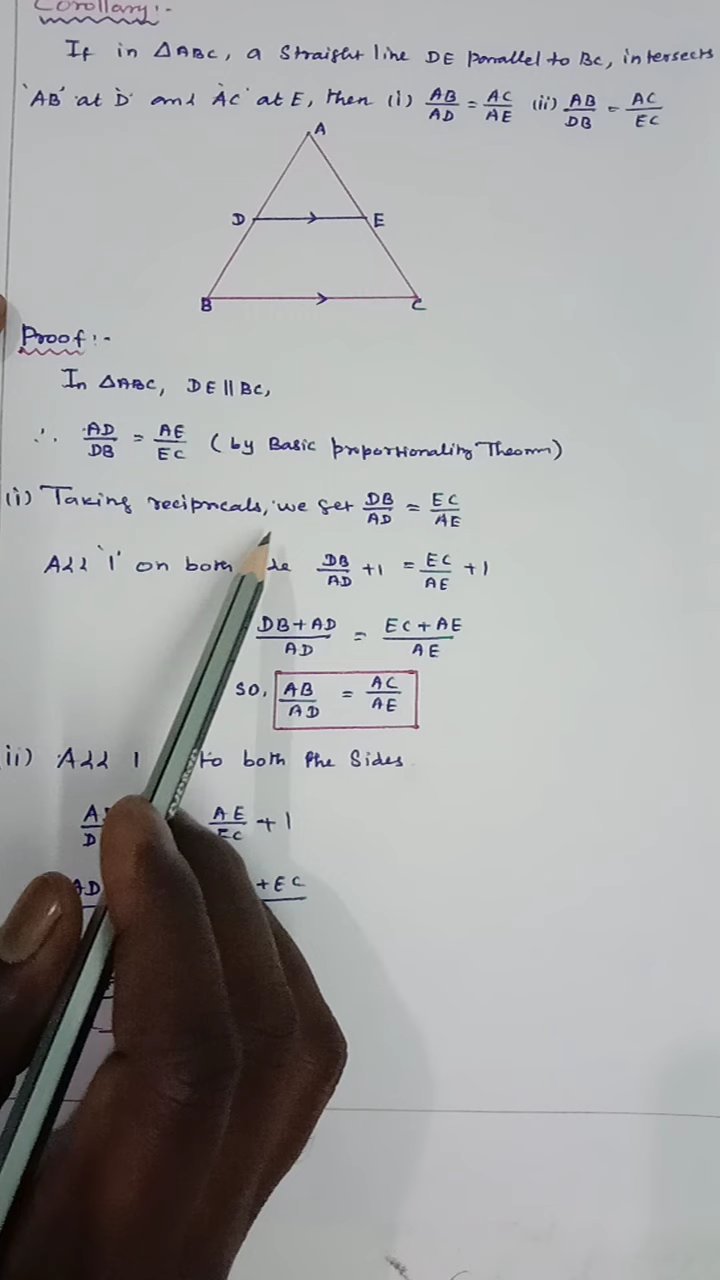 Corollary:-
If in △ABC, a straight line DE parallel to BC, intersects
'AB' at 'D' and 'AC' at E, then (i) AB/AD = AC/AE (ii) AB/DB = AC/EC
A
D E
B C
Proof:-
In △ABC, DE || BC,
∴ AD/DB = AE/EC (by Basic proportionality Theorm)
(i) Taking reciprocals, we get DB/AD = EC/AE
Add '1' on both DB/AD + 1 = EC/AE + 1
DB + AD/AD = EC + AE/AE
so, AB/AD = AC/AE
ii) Add 1 to both the sides
AE/EC + 1
AD + EC